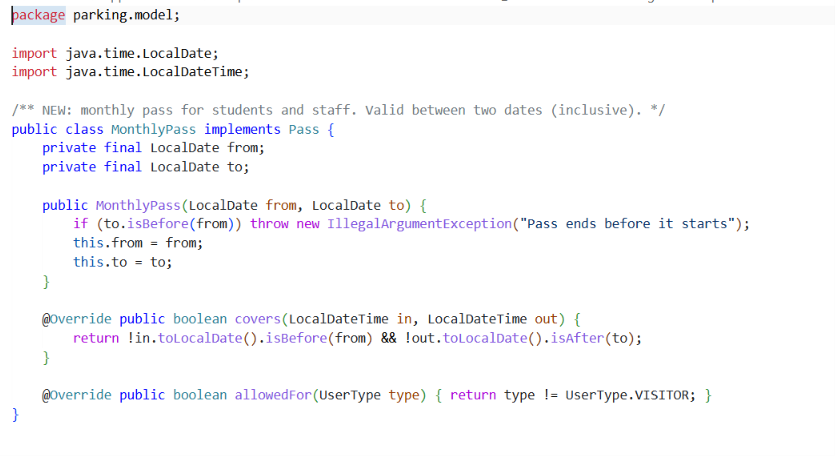 package parking.model;
import java.time.LocalDate;
import java.time.LocalDateTime;
/** NEW: monthly pass for students and staff. Valid between two dates (inclusive). */
public class MonthlyPass implements Pass {
private final LocalDate from;
private final LocalDate to;
public MonthlyPass(LocalDate from, LocalDate to) {
if (to.isBefore(from)) throw new IllegalArgumentException("Pass ends before it starts");
this.from = from;
this.to = to;
}
@Override public boolean covers(LocalDateTime in, LocalDateTime out) {
return !in.toLocalDate().isBefore(from) && !out.toLocalDate().isAfter(to);
}
@Override public boolean allowedFor(UserType type) { return type != UserType.VISITOR; }
}